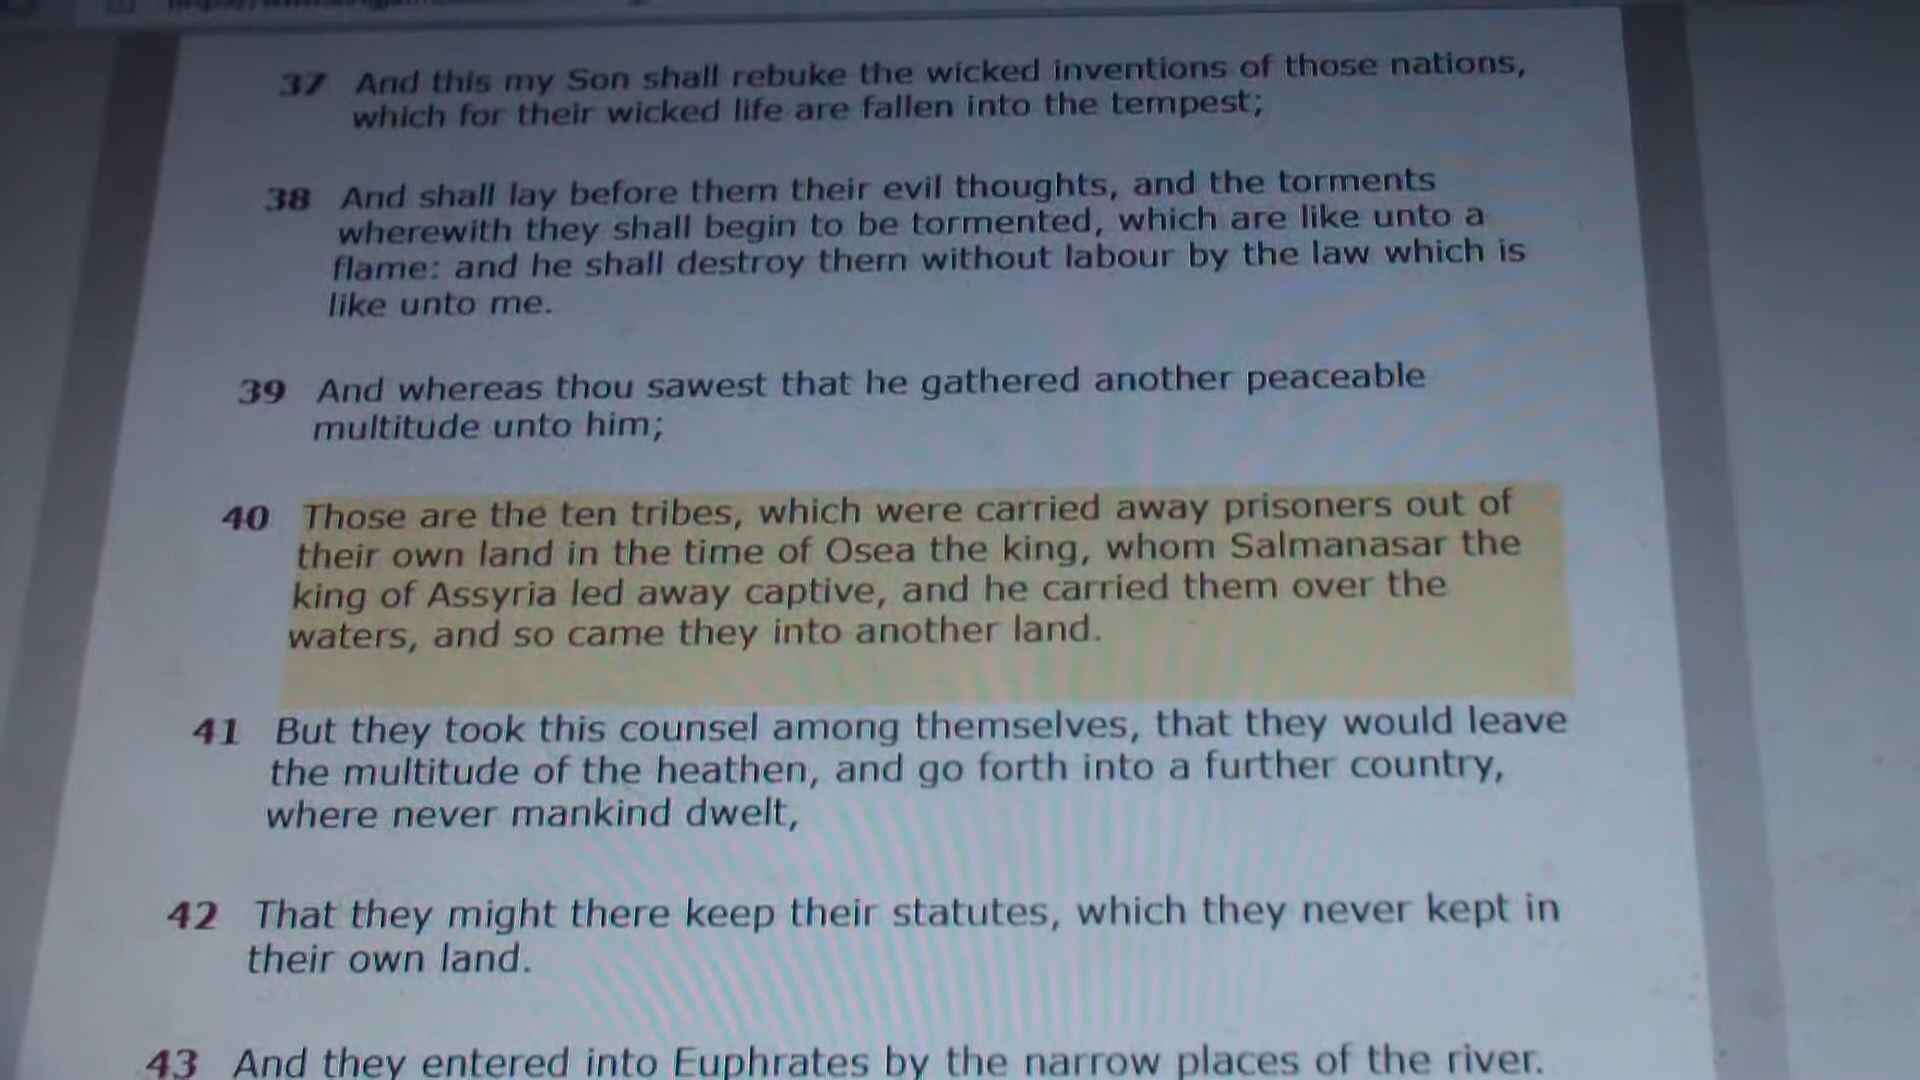 37 And this my Son shall rebuke the wicked inventions of those nations,
which for their wicked life are fallen into the tempest;
38 And shall lay before them their evil thoughts, and the torments
wherewith they shall begin to be tormented, which are like unto a
flame: and he shall destroy them without labour by the law which is
like unto me.
39 And whereas thou sawest that he gathered another peaceable
multitude unto him;
40 Those are the ten tribes, which were carried away prisoners out of
their own land in the time of Osea the king, whom Salmanasar the
king of Assyria led away captive, and he carried them over the
waters, and so came they into another land.
41 But they took this counsel among themselves, that they would leave
the multitude of the heathen, and go forth into a further country,
where never mankind dwelt,
42 That they might there keep their statutes, which they never kept in
their own land.
43 And they entered into Euphrates by the narrow places of the river.